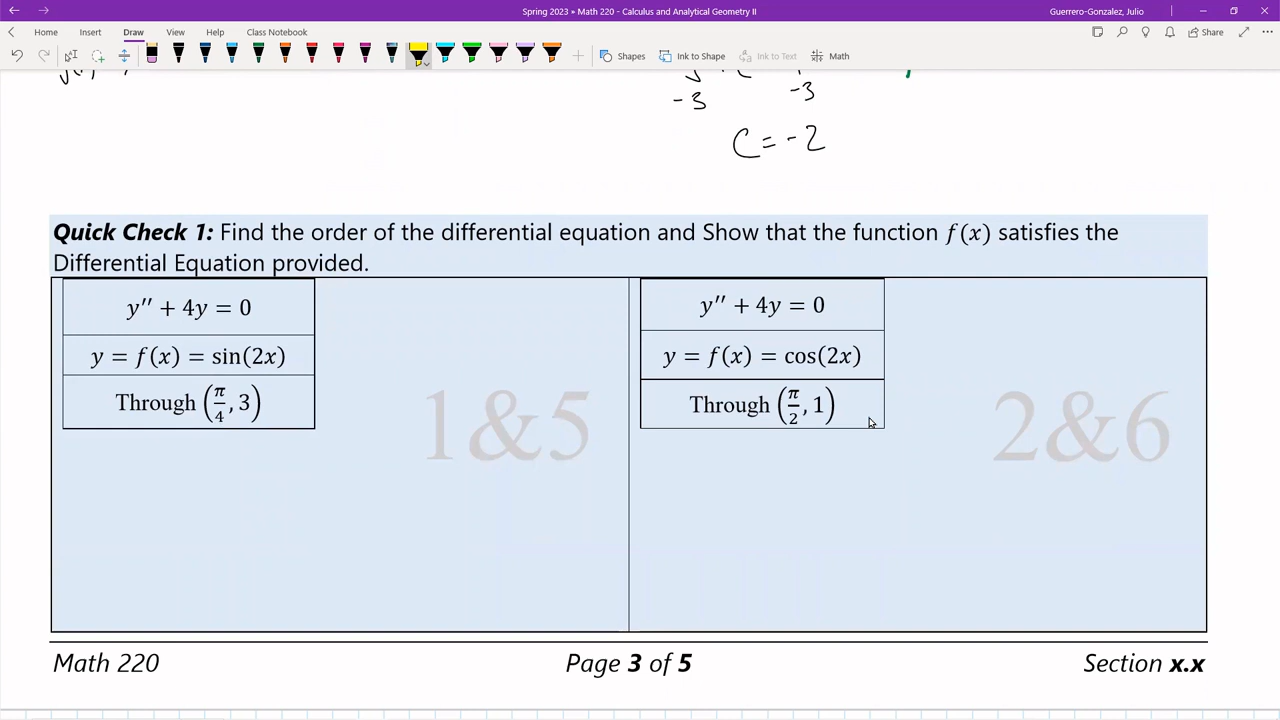 Spring 2023 » Math 220 - Calculus and Analytical Geometry II
Guerrero-Gonzalez, Julio
Home Insert Draw View Help Class Notebook
Share
Shapes Ink to Shape Ink to Text Math
-3 -3
C = -2
Quick Check 1: Find the order of the differential equation and Show that the function f(x) satisfies the
Differential Equation provided.
y′′ + 4y = 0
y = f(x) = sin(2x)
Through (π/4, 3)
1&5
y′′ + 4y = 0
y = f(x) = cos(2x)
Through (π/2, 1)
2&6
Math 220 Page 3 of 5 Section x.x